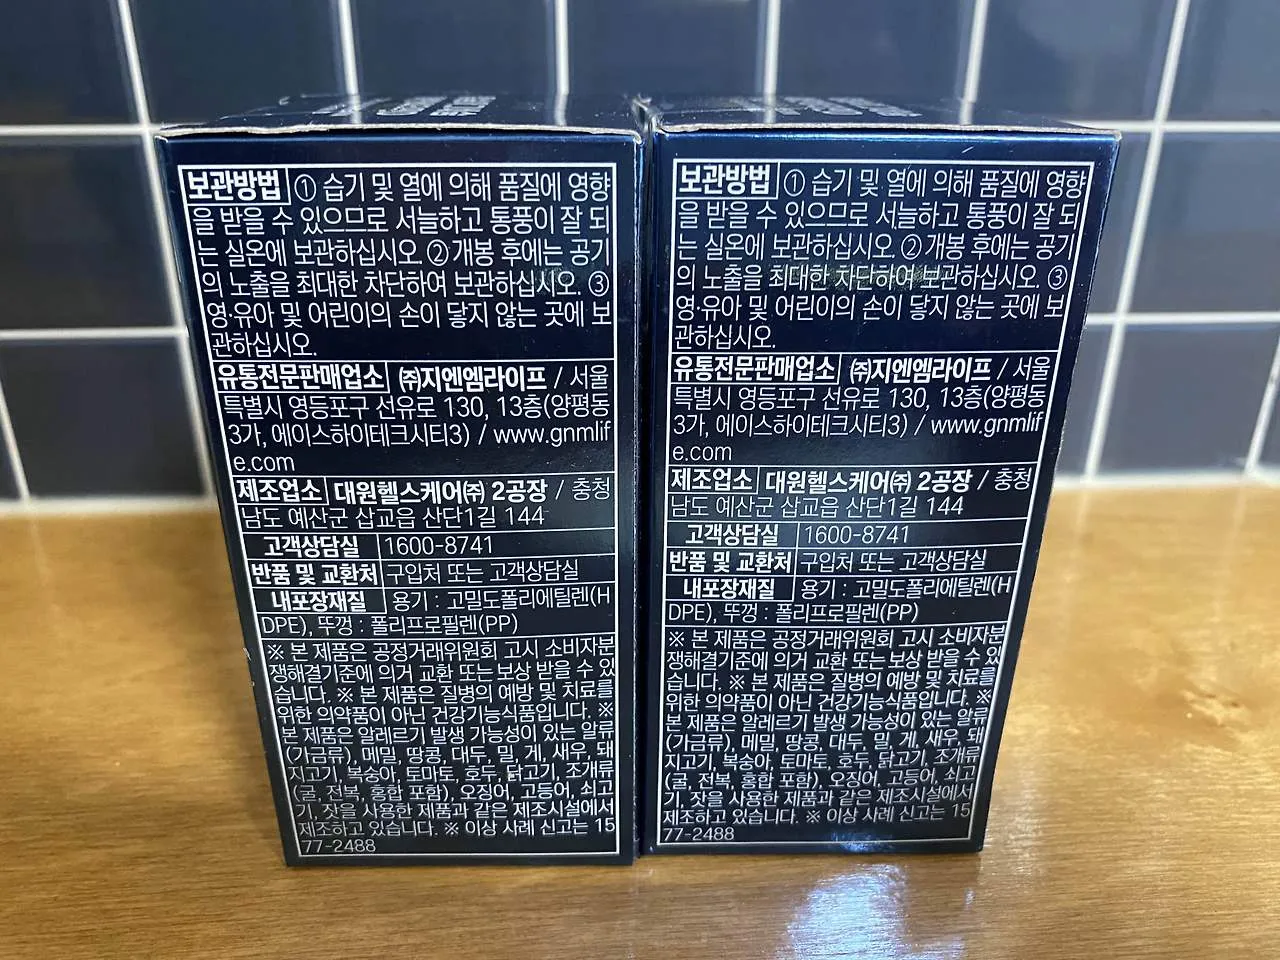 보관방법 ① 습기 및 열에 의해 품질에 영향
을 받을 수 있으므로 서늘하고 통풍이 잘 되
는 실온에 보관하십시오. ② 개봉 후에는 공기
의 노출을 최대한 차단하여 보관하십시오. ③
영·유아 및 어린이의 손이 닿지 않는 곳에 보
관하십시오.
유통전문판매업소 ㈜지엔엠라이프 / 서울
특별시 영등포구 선유로 130, 13층(양평동
3가, 에이스하이테크시티3) / www.gnmlif
e.com
제조업소 대원헬스케어㈜ 2공장 / 충청
남도 예산군 삽교읍 산단1길 144
고객상담실 1600-8741
반품 및 교환처 구입처 또는 고객상담실
내포장재질 용기 : 고밀도폴리에틸렌(H
DPE), 뚜껑 : 폴리프로필렌(PP)
※ 본 제품은 공정거래위원회 고시 소비자분
쟁해결기준에 의거 교환 또는 보상 받을 수 있
습니다. ※ 본 제품은 질병의 예방 및 치료를
위한 의약품이 아닌 건강기능식품입니다. ※
본 제품은 알레르기 발생 가능성이 있는 알류
(가금류), 메밀, 땅콩, 대두, 밀, 게, 새우, 돼
지고기, 복숭아, 토마토, 호두, 닭고기, 조개류
(굴, 전복, 홍합 포함), 오징어, 고등어, 쇠고
기, 잣을 사용한 제품과 같은 제조시설에서
제조하고 있습니다. ※ 이상 사례 신고는 15
77-2488
보관방법 ① 습기 및 열에 의해 품질에 영향
을 받을 수 있으므로 서늘하고 통풍이 잘 되
는 실온에 보관하십시오. ② 개봉 후에는 공기
의 노출을 최대한 차단하여 보관하십시오. ③
영·유아 및 어린이의 손이 닿지 않는 곳에 보
관하십시오.
유통전문판매업소 ㈜지엔엠라이프 / 서울
특별시 영등포구 선유로 130, 13층(양평동
3가, 에이스하이테크시티3) / www.gnmlif
e.com
제조업소 대원헬스케어㈜ 2공장 / 충청
남도 예산군 삽교읍 산단1길 144
고객상담실 1600-8741
반품 및 교환처 구입처 또는 고객상담실
내포장재질 용기 : 고밀도폴리에틸렌(H
DPE), 뚜껑 : 폴리프로필렌(PP)
※ 본 제품은 공정거래위원회 고시 소비자분
쟁해결기준에 의거 교환 또는 보상 받을 수 있
습니다. ※ 본 제품은 질병의 예방 및 치료를
위한 의약품이 아닌 건강기능식품입니다. ※
본 제품은 알레르기 발생 가능성이 있는 알류
(가금류), 메밀, 땅콩, 대두, 밀, 게, 새우, 돼
지고기, 복숭아, 토마토, 호두, 닭고기, 조개류
(굴, 전복, 홍합 포함), 오징어, 고등어, 쇠고
기, 잣을 사용한 제품과 같은 제조시설에서
제조하고 있습니다. ※ 이상 사례 신고는 15
77-2488